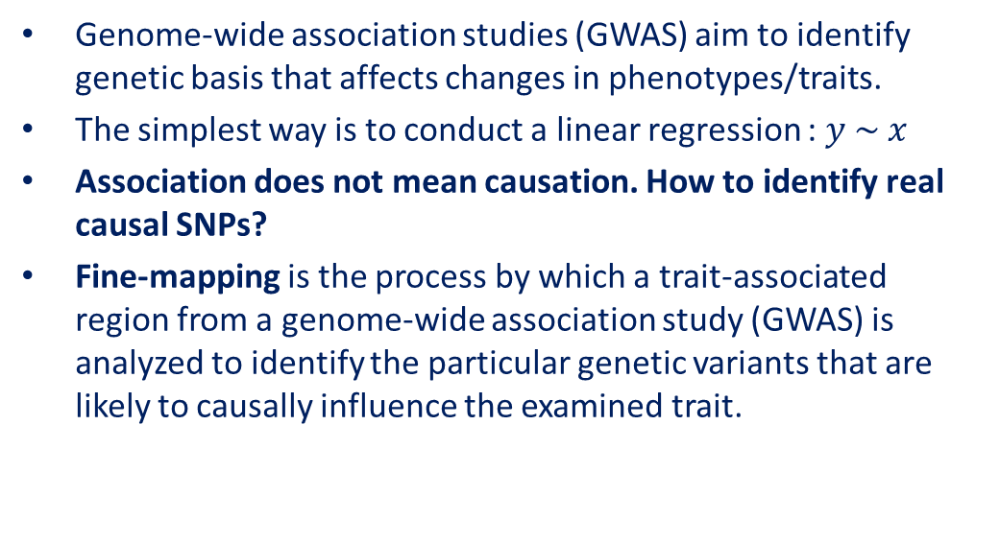 • Genome-wide association studies (GWAS) aim to identify
genetic basis that affects changes in phenotypes/traits.
• The simplest way is to conduct a linear regression: y ~ x
• Association does not mean causation. How to identify real
causal SNPs?
• Fine-mapping is the process by which a trait-associated
region from a genome-wide association study (GWAS) is
analyzed to identify the particular genetic variants that are
likely to causally influence the examined trait.